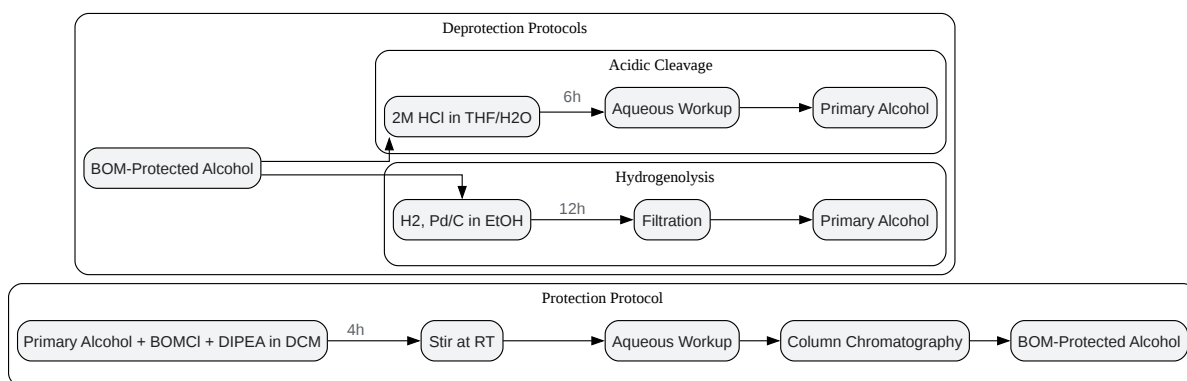 Deprotection Protocols
Acidic Cleavage
2M HCl in THF/H2O
6h
Aqueous Workup
Primary Alcohol
BOM-Protected Alcohol
Hydrogenolysis
H2, Pd/C in EtOH
12h
Filtration
Primary Alcohol
Protection Protocol
Primary Alcohol + BOMCl + DIPEA in DCM
4h
Stir at RT
Aqueous Workup
Column Chromatography
BOM-Protected Alcohol